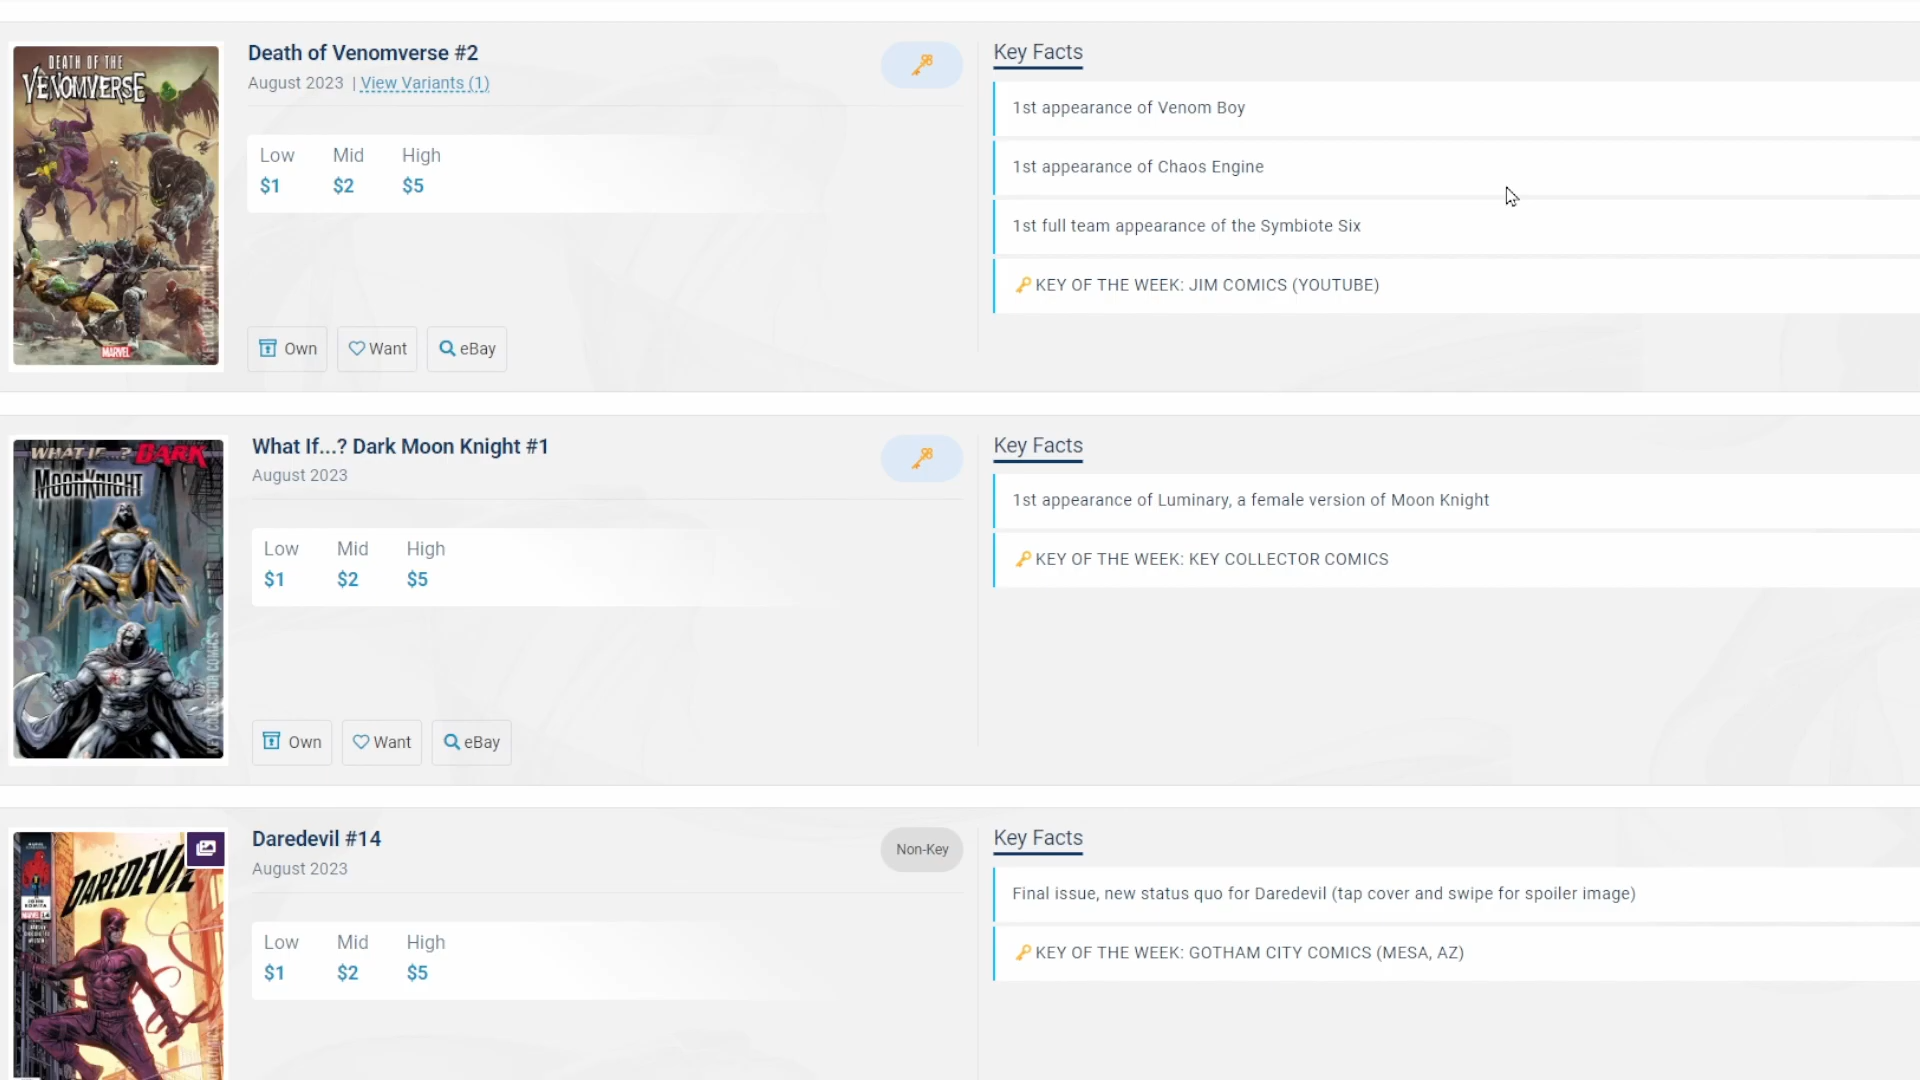 DEATH OF THE
VENOMVERSE
KEY COLLECTOR COMICS
MARVEL
Death of Venomverse #2
August 2023 | View Variants (1)
Low Mid High
$1 $2 $5
Own Want eBay
Key Facts
1st appearance of Venom Boy
1st appearance of Chaos Engine
1st full team appearance of the Symbiote Six
KEY OF THE WEEK: JIM COMICS (YOUTUBE)
WHAT IF...? DARK
MOON KNIGHT
KEY COLLECTOR COMICS
What If...? Dark Moon Knight #1
August 2023
Low Mid High
$1 $2 $5
Own Want eBay
Key Facts
1st appearance of Luminary, a female version of Moon Knight
KEY OF THE WEEK: KEY COLLECTOR COMICS
DAREDEVIL
Daredevil #14
August 2023
Non-Key
Low Mid High
$1 $2 $5
Key Facts
Final issue, new status quo for Daredevil (tap cover and swipe for spoiler image)
KEY OF THE WEEK: GOTHAM CITY COMICS (MESA, AZ)